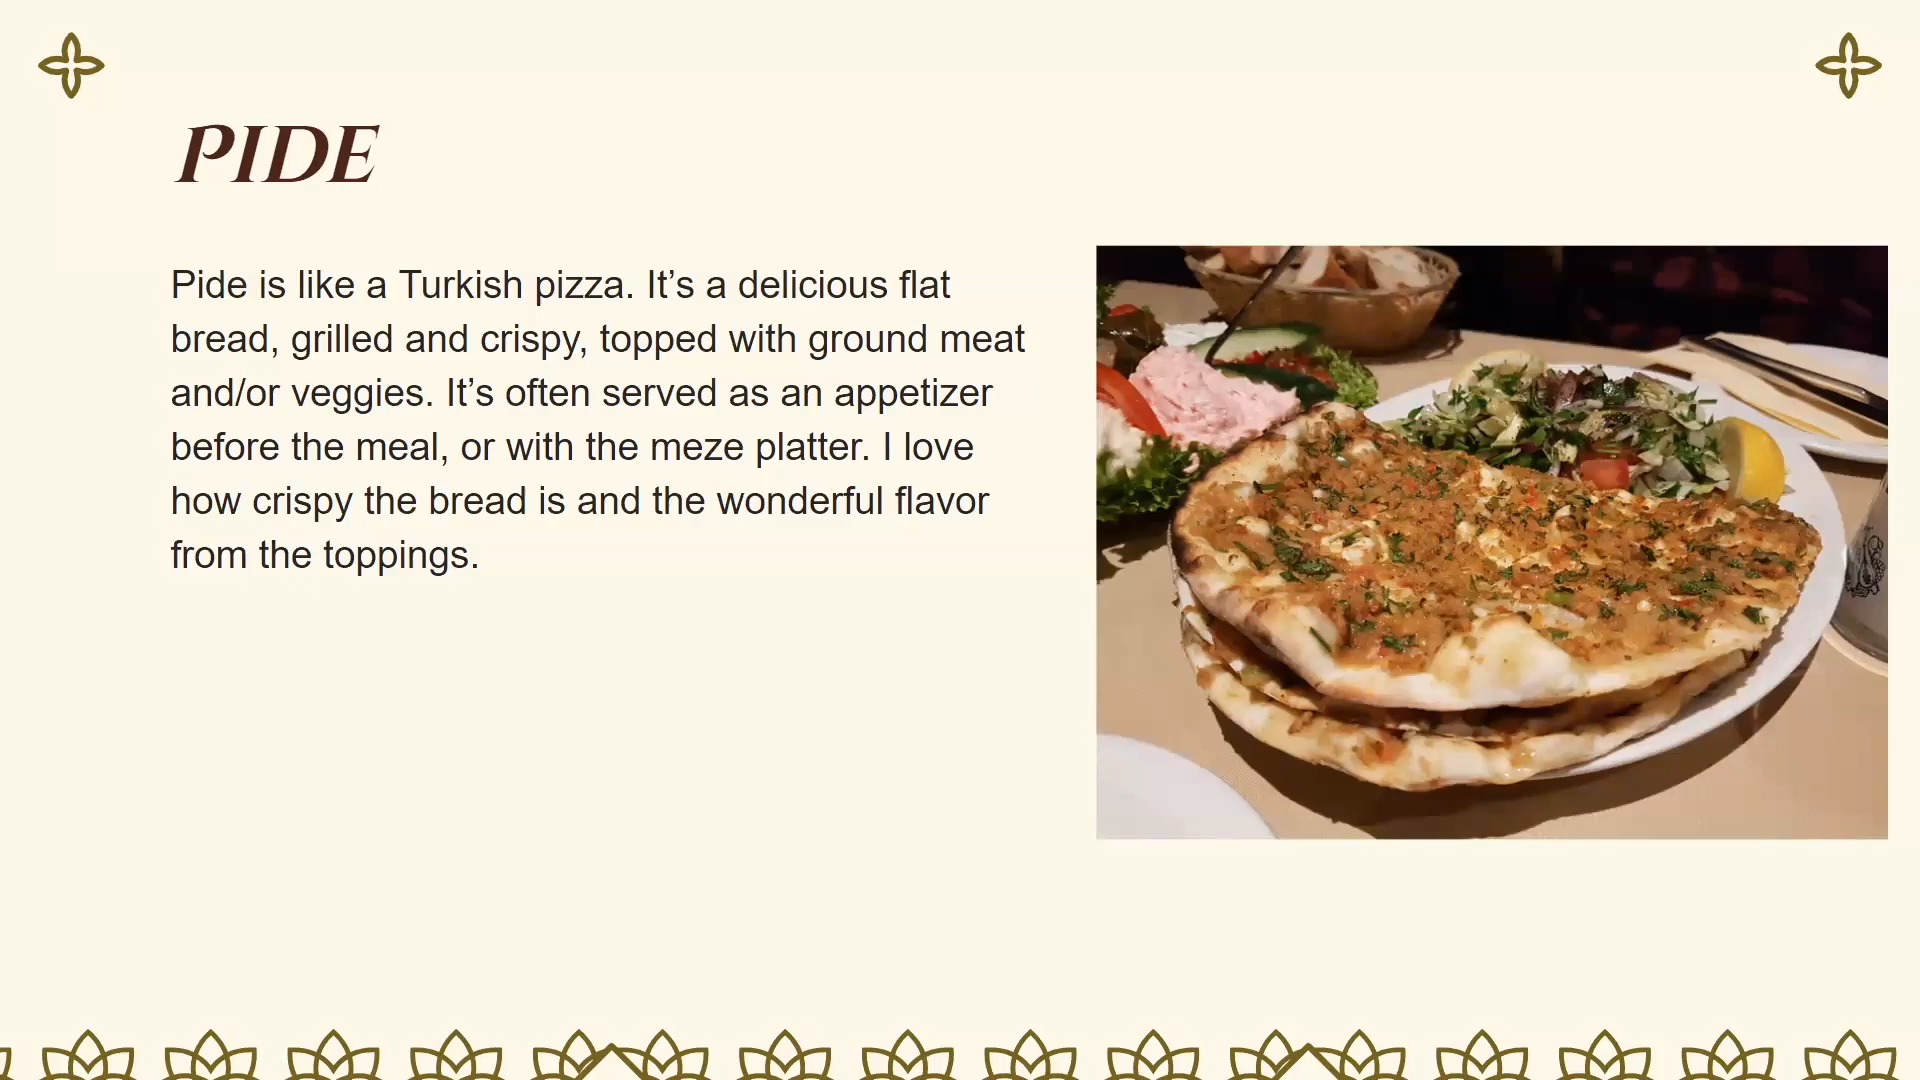 PIDE
Pide is like a Turkish pizza. It’s a delicious flat
bread, grilled and crispy, topped with ground meat
and/or veggies. It’s often served as an appetizer
before the meal, or with the meze platter. I love
how crispy the bread is and the wonderful flavor
from the toppings.